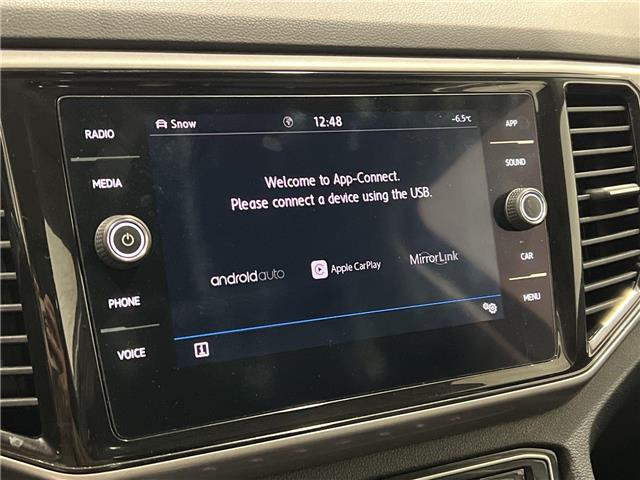 RADIO
MEDIA
PHONE
VOICE
Snow 12:48 -6.5°C
Welcome to App-Connect.
Please connect a device using the USB.
androidauto Apple CarPlay MirrorLink
APP
SOUND
CAR
MENU